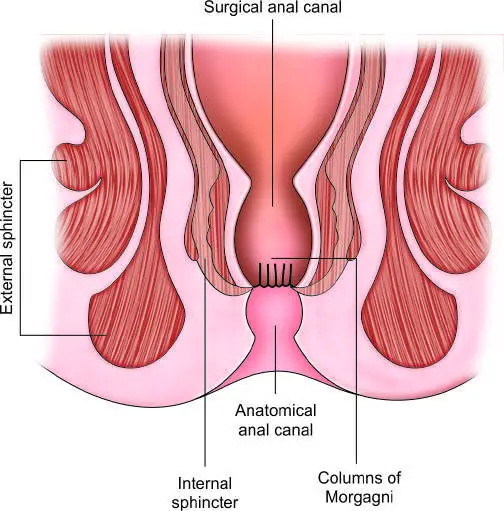 Surgical anal canal
External sphincter
Anatomical
anal canal
Internal
sphincter
Columns of
Morgagni